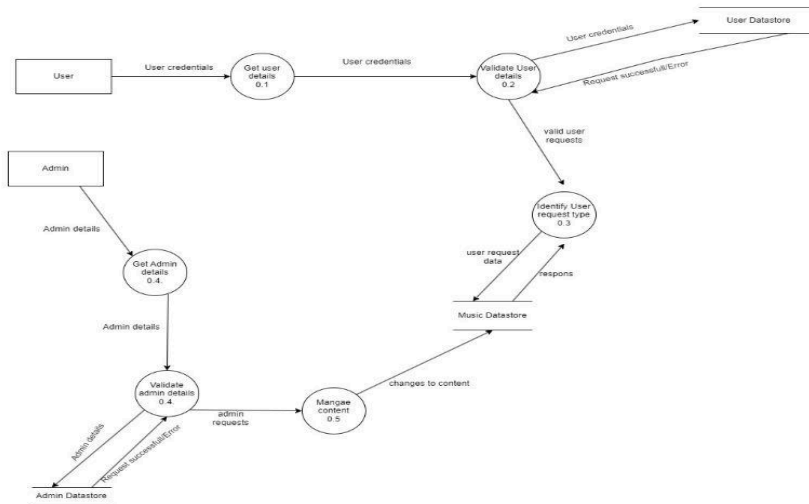 User Datastore
User credentials
User credentials
User credentials
User
Get user
details
0.1
Validate User
details
0.2
Request successfull/Error
valid user
requests
Admin
Identify User
request type
0.3
Admin details
user request
data
respons
Get Admin
details
0.4.
Music Datastore
Admin details
Validate
admin details
0.4.
changes to content
Mangae
content
0.5
admin
requests
Admin details
Request successfull/Error
Admin Datastore